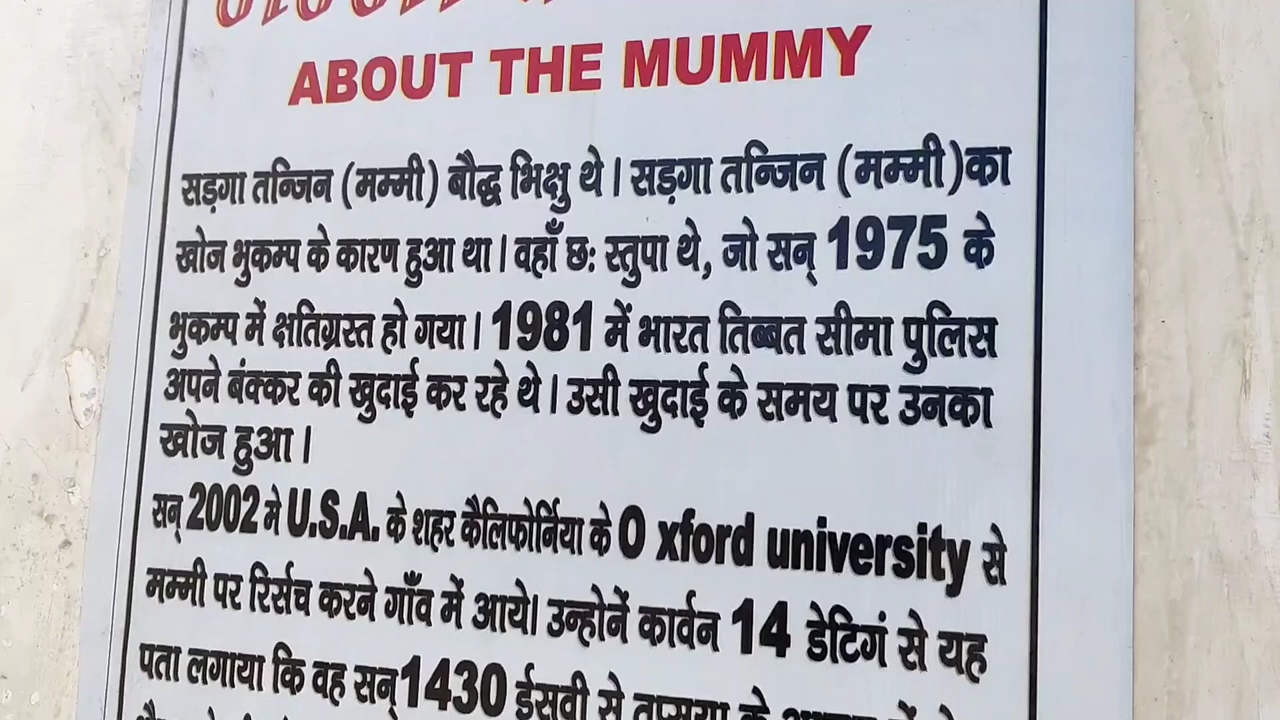 ABOUT THE MUMMY
सड़गा तन्जिन (मम्मी) बौद्ध भिक्षु थे । सड़गा तन्जिन (मम्मी)का
खोज भुकम्प के कारण हुआ था । वहाँ छ: स्तुपा थे, जो सन् 1975 के
भुकम्प में क्षतिग्रस्त हो गया । 1981 में भारत तिब्बत सीमा पुलिस
अपने बंक्कर की खुदाई कर रहे थे । उसी खुदाई के समय पर उनका
खोज हुआ ।
सन् 2002 मे U.S.A. के शहर कैलिफोर्निया के O xford university से
मम्मी पर रिर्सच करने गाँव में आये। उन्होनें कार्वन 14 डेटिगं से यह
पता लगाया कि वह सन् 1430 ईसवी से तपस्या के